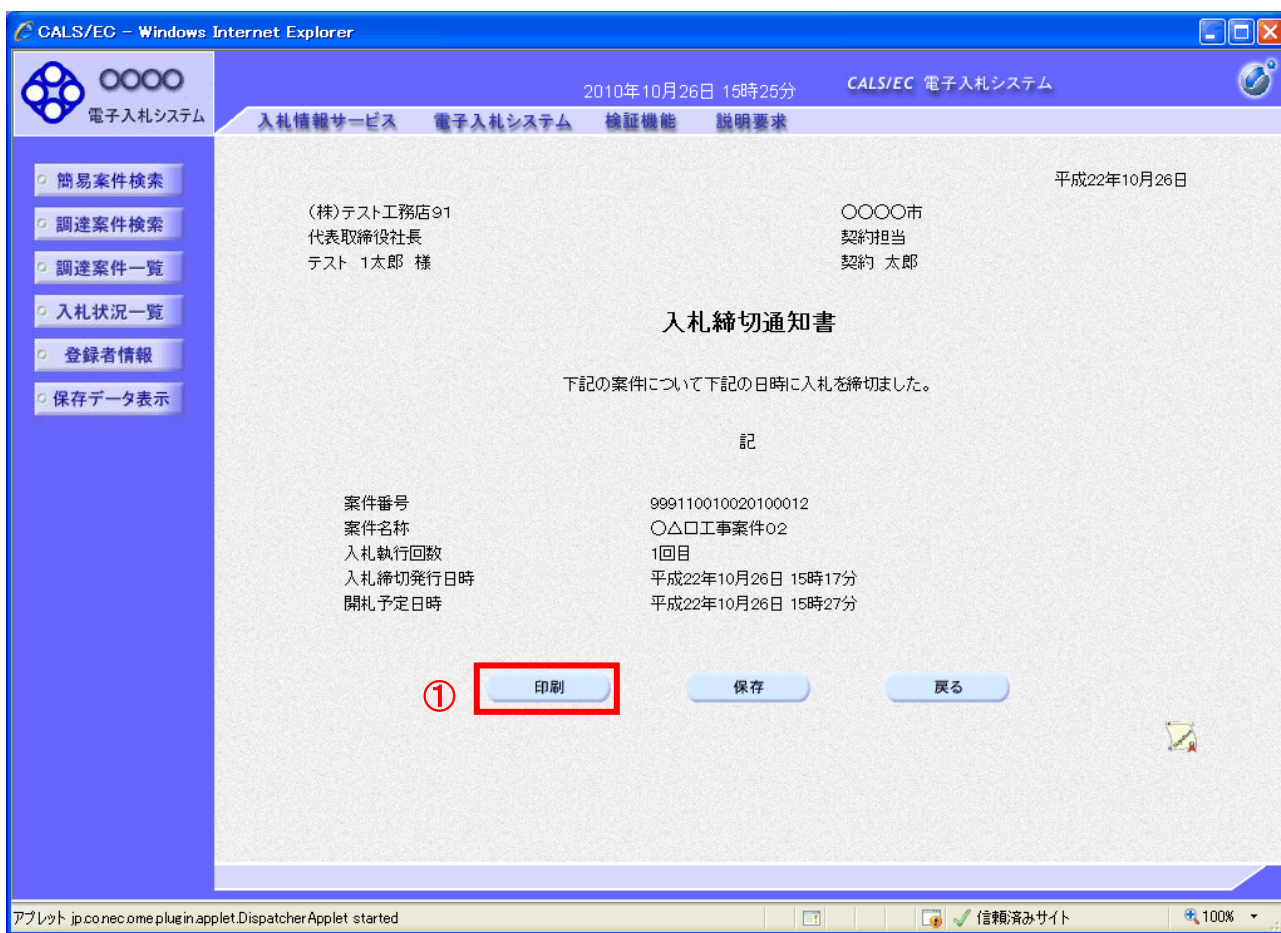 CALS/EC - Windows Internet Explorer
〇〇〇〇
電子入札システム
2010年10月26日 15時25分
CALS/EC 電子入札システム
入札情報サービス 電子入札システム 検証機能 説明要求
簡易案件検索
調達案件検索
調達案件一覧
入札状況一覧
登録者情報
保存データ表示
平成22年10月26日
(株)テスト工務店91
代表取締役社長
テスト 1太郎 様
〇〇〇〇市
契約担当
契約 太郎
入札締切通知書
下記の案件について下記の日時に入札を締切ました。
記
案件番号 999110010020100012
案件名称 〇△口工事案件02
入札執行回数 1回目
入札締切発行日時 平成22年10月26日 15時17分
開札予定日時 平成22年10月26日 15時27分
① 印刷 保存 戻る
アプレット jp.co.nec.ome.plugin.applet.DispatcherApplet started
信頼済みサイト
100%